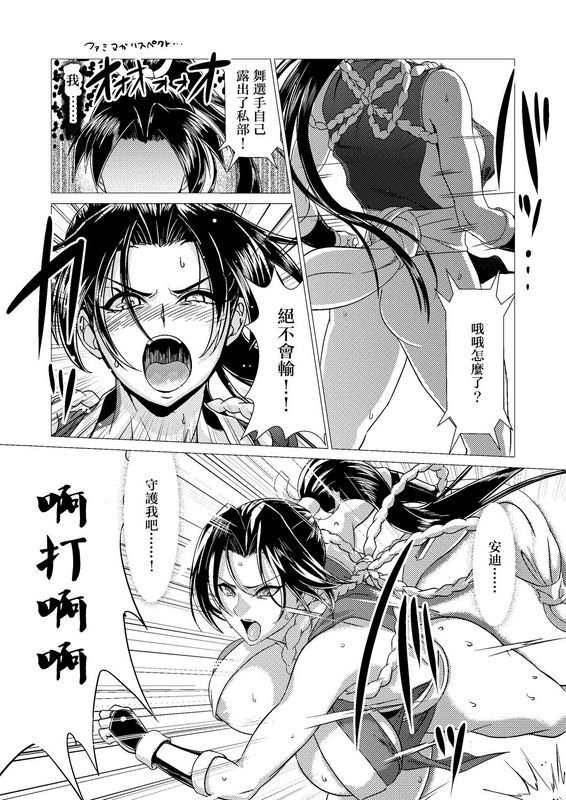 ファミマがリスペクト・・・
哦哦怎麼了？
舞選手自己
露出了私部！
オオオオオオ
我……
絕不會輸！！
安迪……
守護我吧……！
啊打啊啊